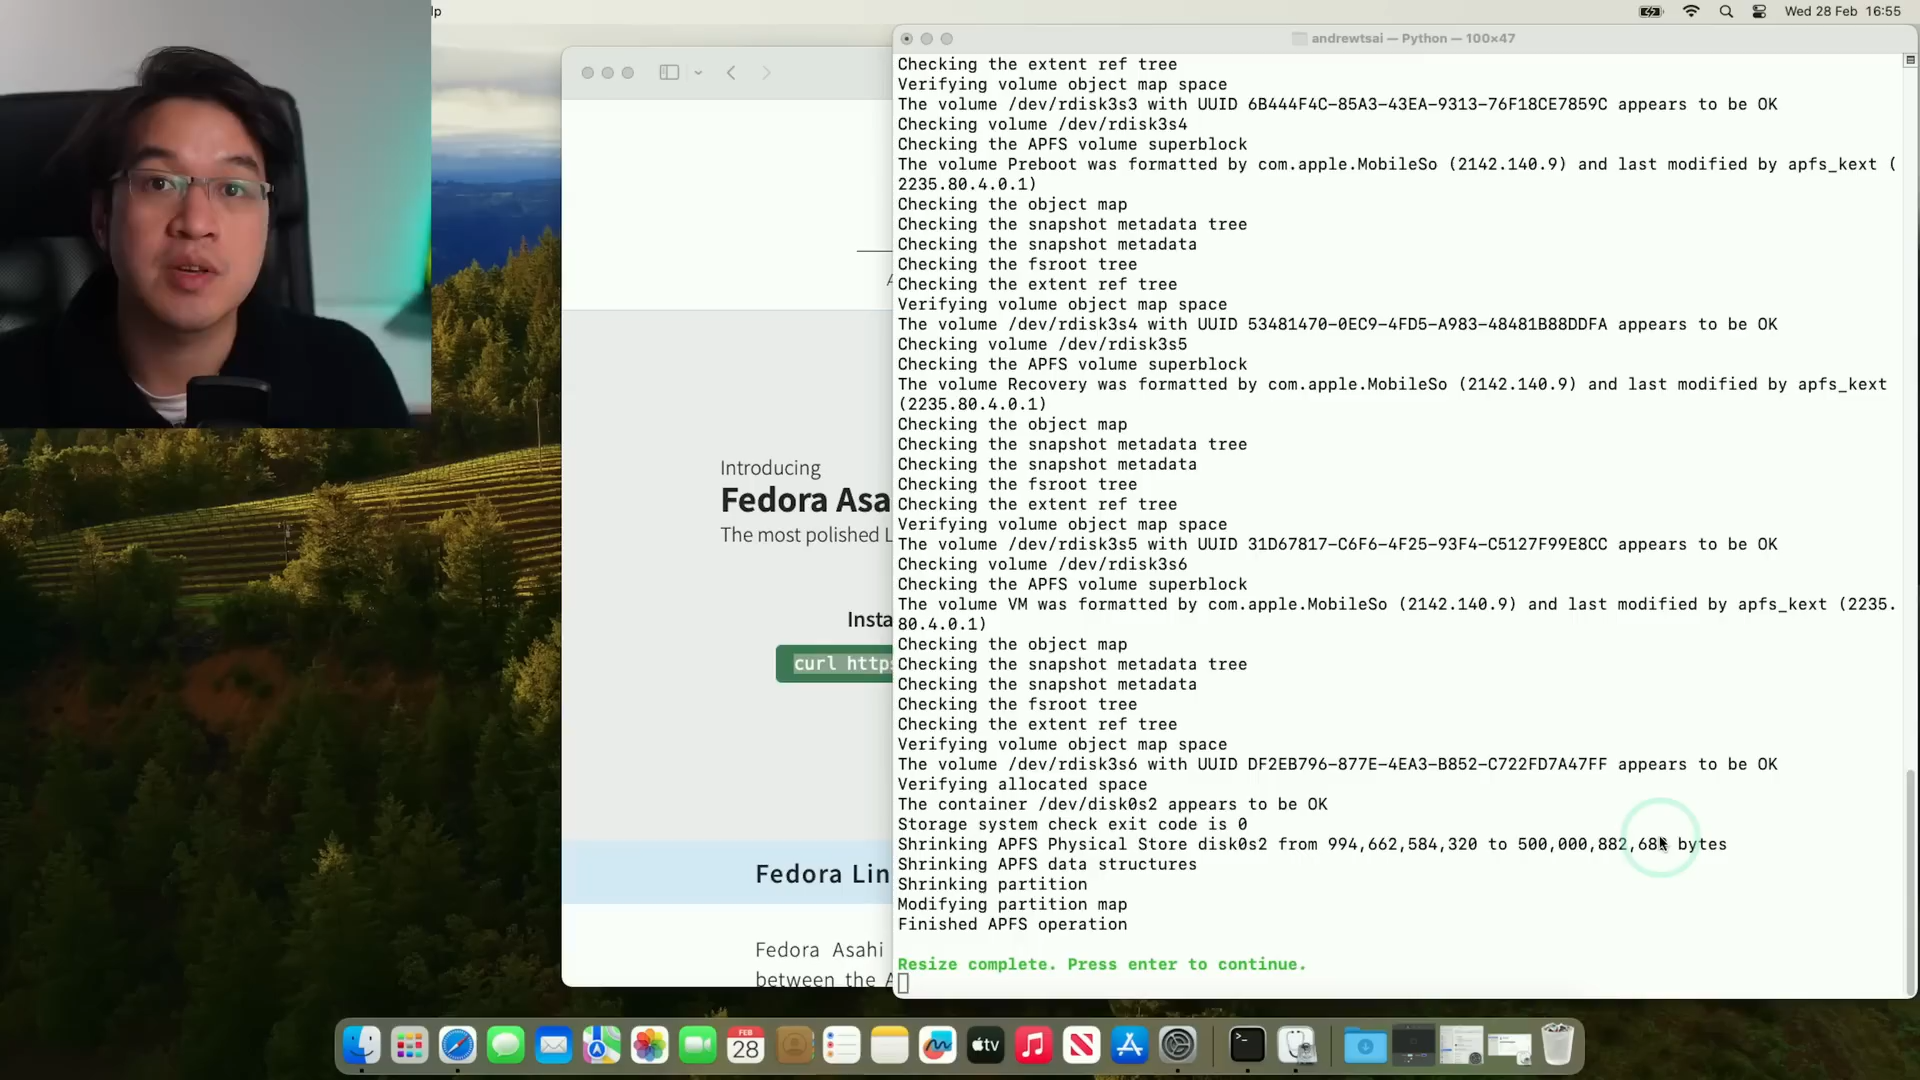 lp
Wed 28 Feb 16:55
andrewtsai — Python — 100×47
Checking the extent ref tree
Verifying volume object map space
The volume /dev/rdisk3s3 with UUID 6B444F4C-85A3-43EA-9313-76F18CE7859C appears to be OK
Checking volume /dev/rdisk3s4
Checking the APFS volume superblock
The volume Preboot was formatted by com.apple.MobileSo (2142.140.9) and last modified by apfs_kext (
2235.80.4.0.1)
Checking the object map
Checking the snapshot metadata tree
Checking the snapshot metadata
Checking the fsroot tree
Checking the extent ref tree
Verifying volume object map space
The volume /dev/rdisk3s4 with UUID 53481470-0EC9-4FD5-A983-48481B88DDFA appears to be OK
Checking volume /dev/rdisk3s5
Checking the APFS volume superblock
The volume Recovery was formatted by com.apple.MobileSo (2142.140.9) and last modified by apfs_kext
(2235.80.4.0.1)
Checking the object map
Checking the snapshot metadata tree
Checking the snapshot metadata
Checking the fsroot tree
Checking the extent ref tree
Verifying volume object map space
The volume /dev/rdisk3s5 with UUID 31D67817-C6F6-4F25-93F4-C5127F99E8CC appears to be OK
Checking volume /dev/rdisk3s6
Checking the APFS volume superblock
The volume VM was formatted by com.apple.MobileSo (2142.140.9) and last modified by apfs_kext (2235.
80.4.0.1)
Checking the object map
Checking the snapshot metadata tree
Checking the snapshot metadata
Checking the fsroot tree
Checking the extent ref tree
Verifying volume object map space
The volume /dev/rdisk3s6 with UUID DF2EB796-877E-4EA3-B852-C722FD7A47FF appears to be OK
Verifying allocated space
The container /dev/disk0s2 appears to be OK
Storage system check exit code is 0
Shrinking APFS Physical Store disk0s2 from 994,662,584,320 to bytes
Shrinking APFS data structures
Shrinking partition
Modifying partition map
Finished APFS operation
Resize complete. Press enter to continue.
Introducing
Fedora Asa
The most polished L
Insta
curl https
Fedora Lin
Fedora Asahi
between the A
FEB
28
tv